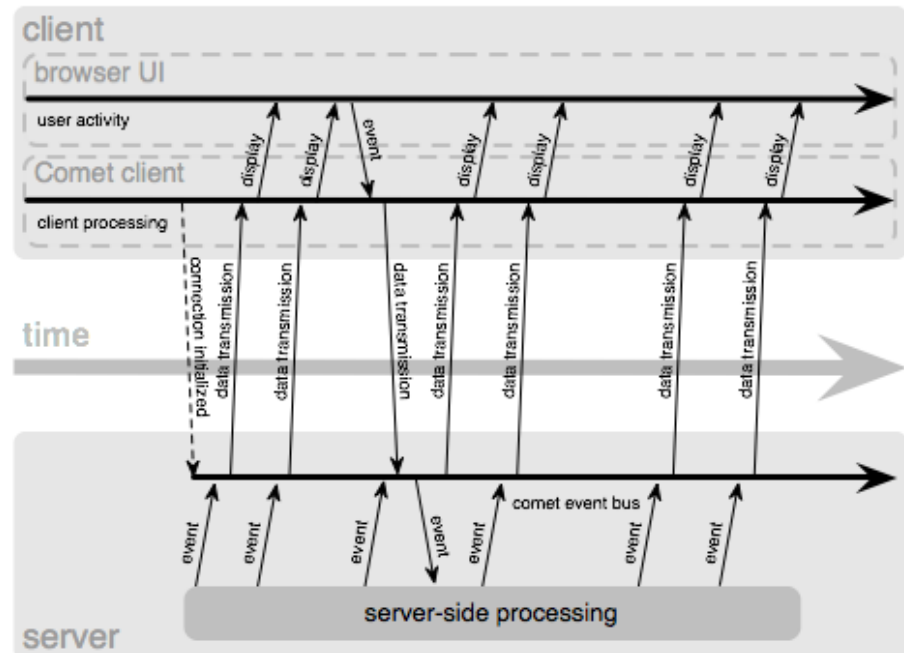 client
browser UI
user activity
display
display
event
display
display
display
display
Comet client
client processing
connection initialized
data transmission
data transmission
data transmission
data transmission
data transmission
data transmission
data transmission
time
comet event bus
event
event
event
event
event
event
event
server-side processing
server